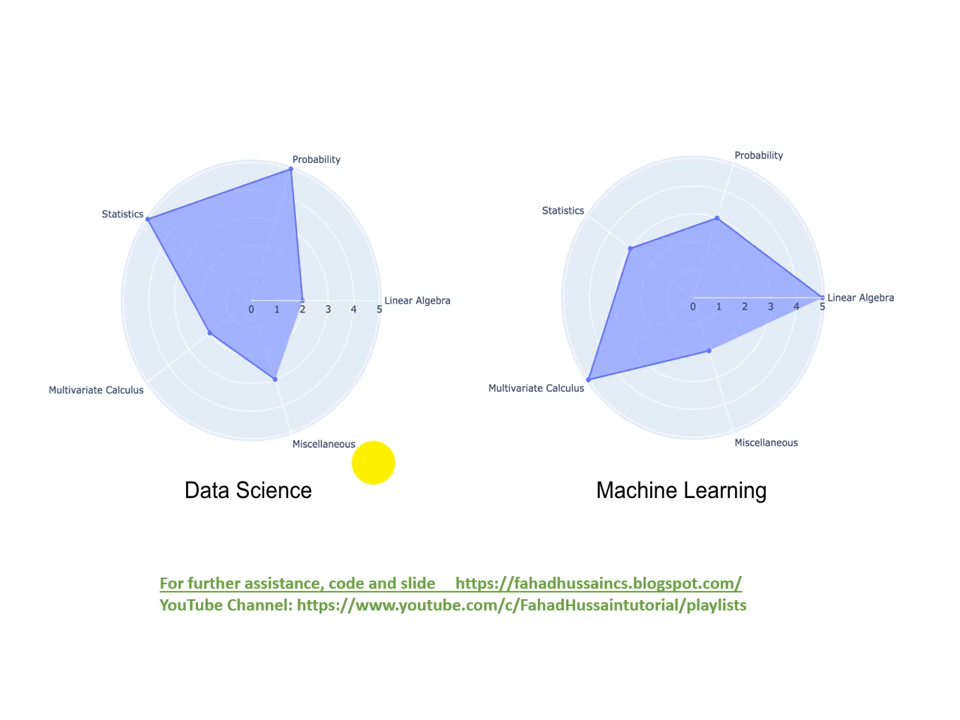 Probability
Statistics
Linear Algebra
0 1 2 3 4 5
Multivariate Calculus
Miscellaneous
Data Science
Probability
Statistics
Linear Algebra
0 1 2 3 4 5
Multivariate Calculus
Miscellaneous
Machine Learning
For further assistance, code and slide https://fahadhussaincs.blogspot.com/
YouTube Channel: https://www.youtube.com/c/FahadHussaintutorial/playlists